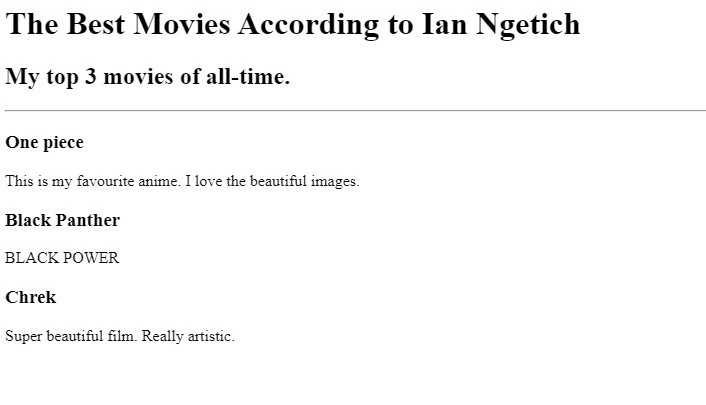 The Best Movies According to Ian Ngetich
My top 3 movies of all-time.
One piece
This is my favourite anime. I love the beautiful images.
Black Panther
BLACK POWER
Chrek
Super beautiful film. Really artistic.